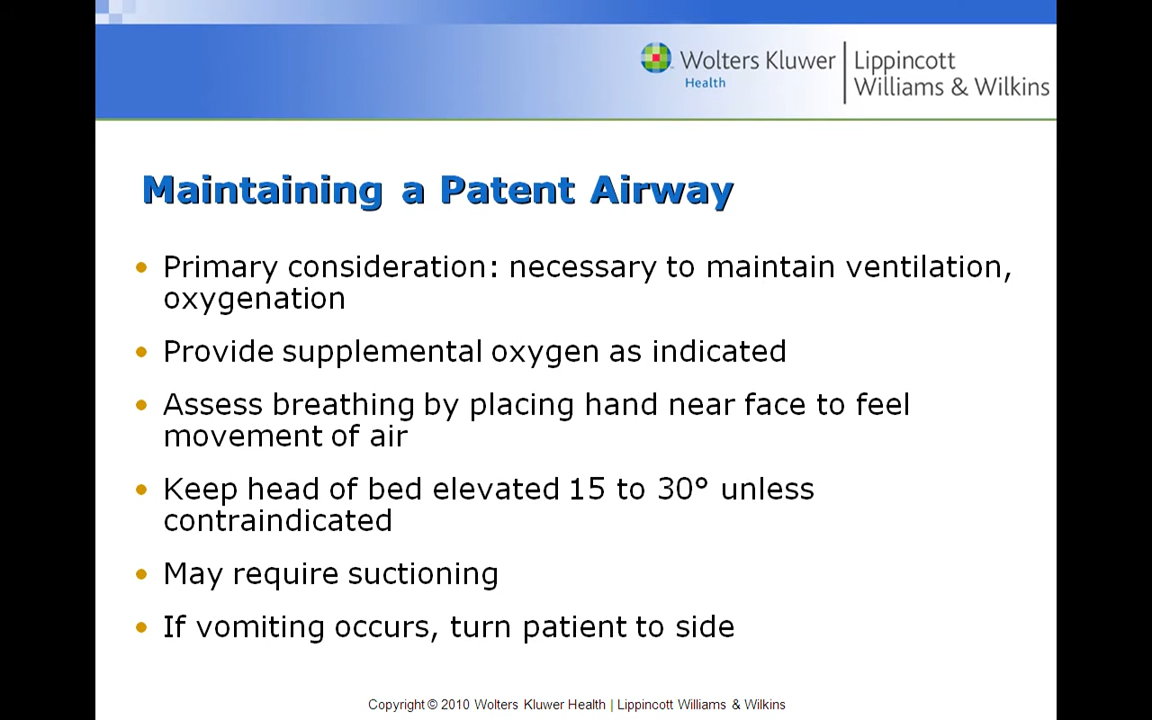 Wolters Kluwer
Health
Lippincott
Williams & Wilkins
Maintaining a Patent Airway
• Primary consideration: necessary to maintain ventilation,
oxygenation
• Provide supplemental oxygen as indicated
• Assess breathing by placing hand near face to feel
movement of air
• Keep head of bed elevated 15 to 30° unless
contraindicated
• May require suctioning
• If vomiting occurs, turn patient to side
Copyright © 2010 Wolters Kluwer Health | Lippincott Williams & Wilkins